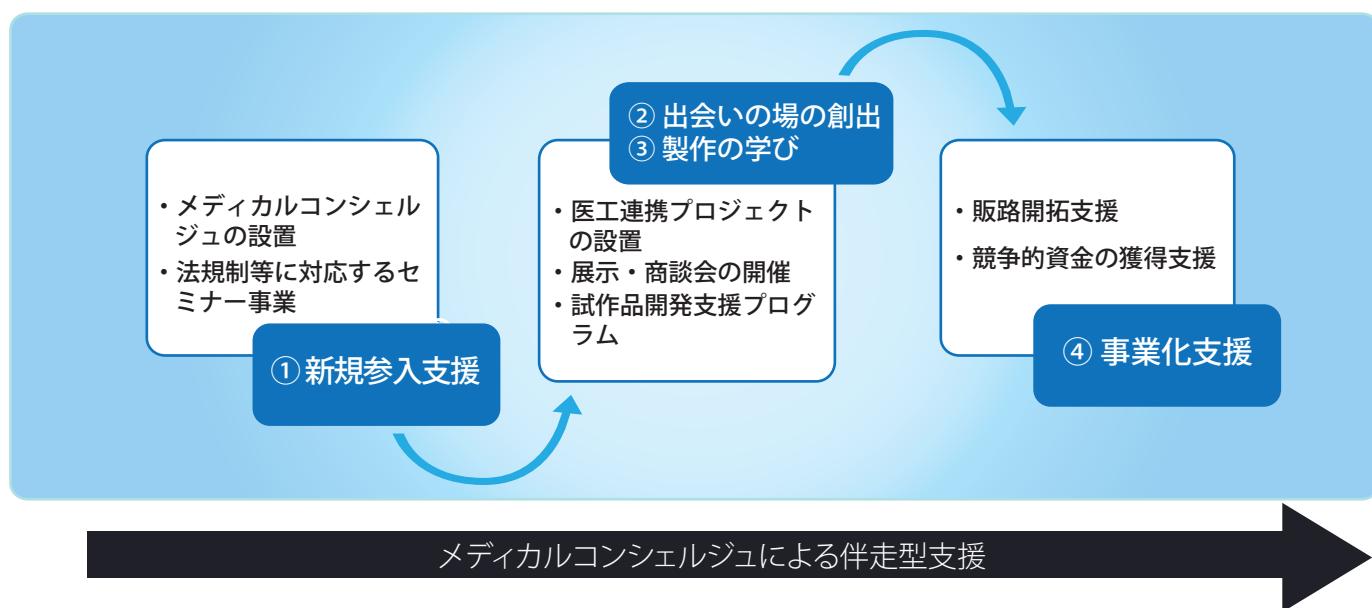 ・メディカルコンシェル
ジュの設置
・法規制等に対応するセ
ミナー事業
① 新規参入支援
② 出会いの場の創出
③ 製作の学び
・医工連携プロジェクト
の設置
・展示・商談会の開催
・試作品開発支援プログ
ラム
・販路開拓支援
・競争的資金の獲得支援
④ 事業化支援
メディカルコンシェルジュによる伴走型支援